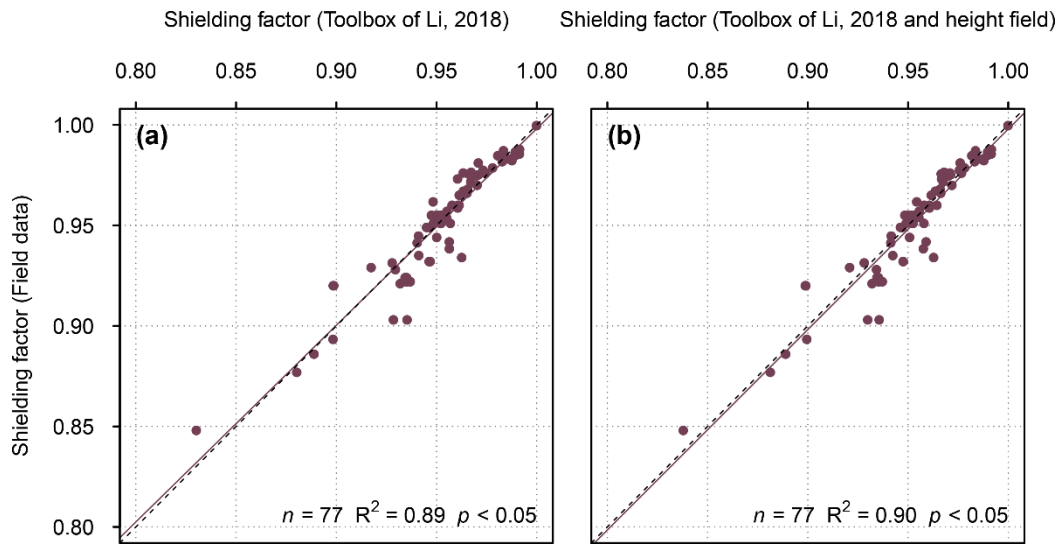 Shielding factor (Toolbox of Li, 2018)
Shielding factor (Toolbox of Li, 2018 and height field)
0.80 0.85 0.90 0.95 1.00
0.80 0.85 0.90 0.95 1.00
Shielding factor (Field data)
1.00
0.95
0.90
0.85
0.80
(a)
n = 77 R² = 0.89 p < 0.05
(b)
n = 77 R² = 0.90 p < 0.05